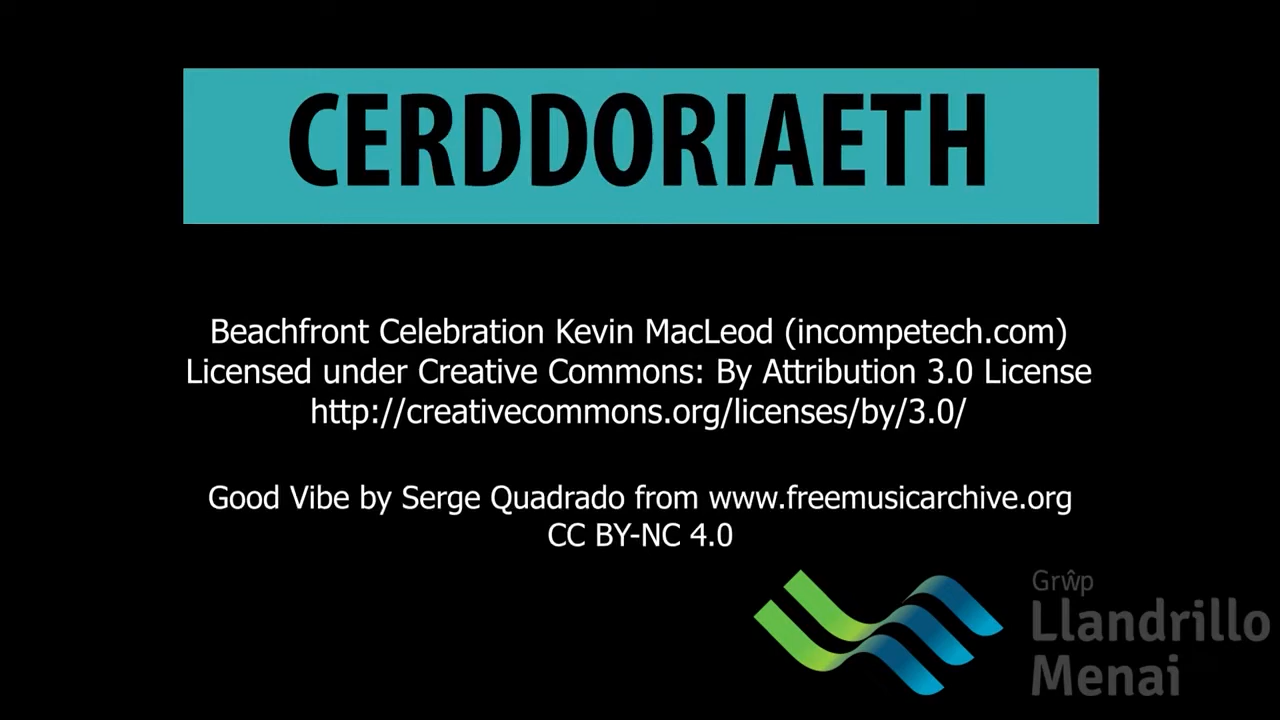 CERDDORIAETH
Beachfront Celebration Kevin MacLeod (incompetech.com)
Licensed under Creative Commons: By Attribution 3.0 License
http://creativecommons.org/licenses/by/3.0/
Good Vibe by Serge Quadrado from www.freemusicarchive.org
CC BY-NC 4.0
Grŵp
Llandrillo
Menai